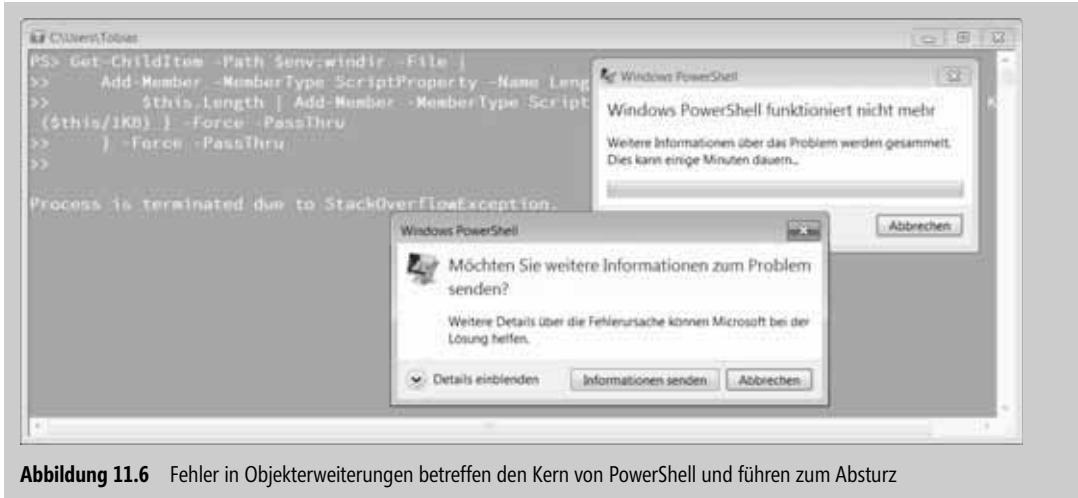 C:\Users\Tobias
PS> Get-ChildItem -Path $env:windir -File |
>>     Add-Member -MemberType ScriptProperty -Name Leng
>>         $this.Length | Add-Member -MemberType Script
($this/1KB) } -Force -PassThru
>>     } -Force -PassThru
>>
Process is terminated due to StackOverflowException.
Windows PowerShell
Windows PowerShell funktioniert nicht mehr
Weitere Informationen über das Problem werden gesammelt.
Dies kann einige Minuten dauern...
Abbrechen
Windows PowerShell
Möchten Sie weitere Informationen zum Problem
senden?
Weitere Details über die Fehlerursache können Microsoft bei der
Lösung helfen.
Details einblenden
Informationen senden
Abbrechen
Abbildung 11.6 Fehler in Objekterweiterungen betreffen den Kern von PowerShell und führen zum Absturz